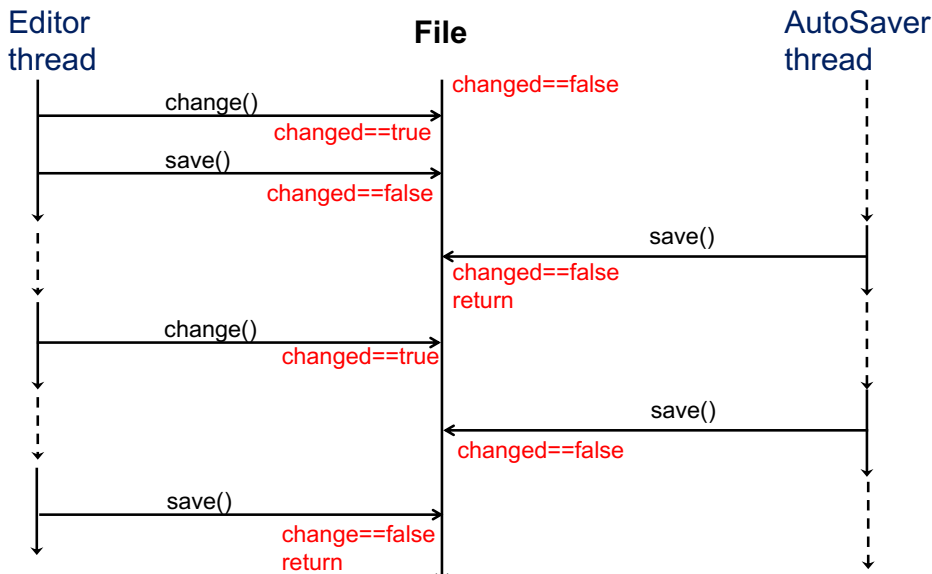 Editor
thread
File
AutoSaver
thread
changed==false
change()
changed==true
save()
changed==false
save()
changed==false
return
change()
changed==true
save()
changed==false
save()
change==false
return